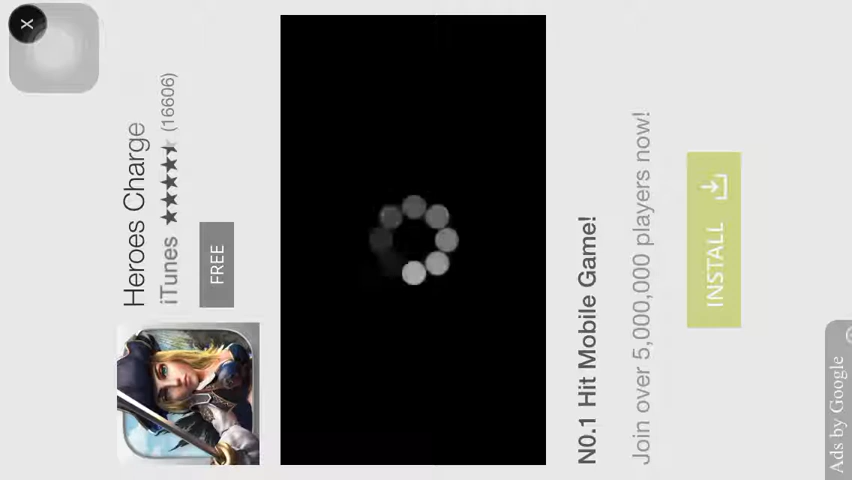 X
Heroes Charge
iTunes ★★★★⯪ (16606)
FREE
N0.1 Hit Mobile Game!
Join over 5,000,000 players now!
INSTALL
Ads by Google